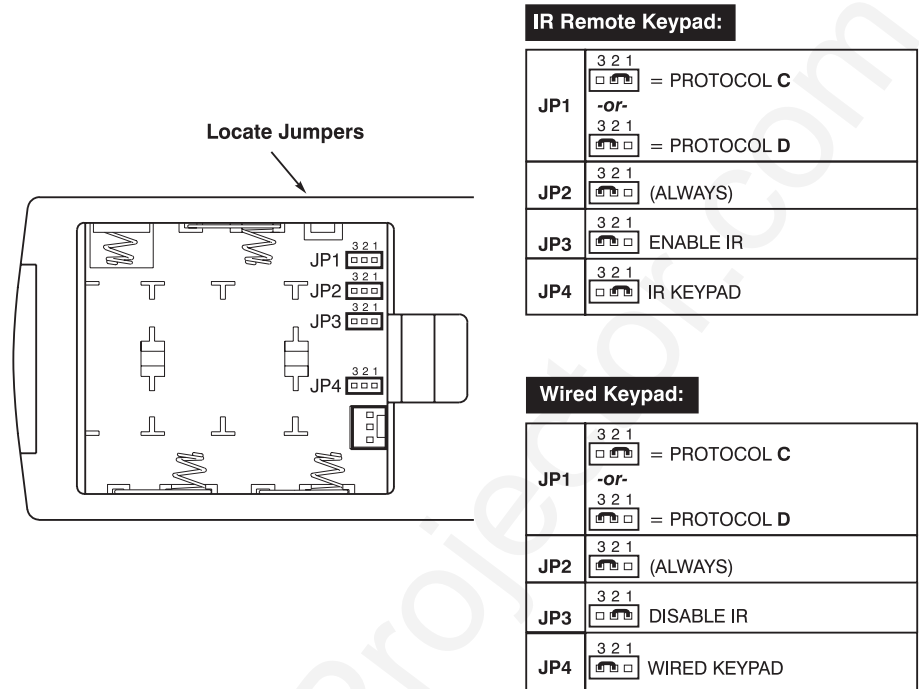 Locate Jumpers
3 2 1
JP1
3 2 1
JP2
3 2 1
JP3
3 2 1
JP4
IR Remote Keypad:
3 2 1
= PROTOCOL C
JP1
-or-
3 2 1
= PROTOCOL D
3 2 1
JP2 (ALWAYS)
3 2 1
JP3 ENABLE IR
3 2 1
JP4 IR KEYPAD
Wired Keypad:
3 2 1
= PROTOCOL C
JP1
-or-
3 2 1
= PROTOCOL D
3 2 1
JP2 (ALWAYS)
3 2 1
JP3 DISABLE IR
3 2 1
JP4 WIRED KEYPAD
Projector.com